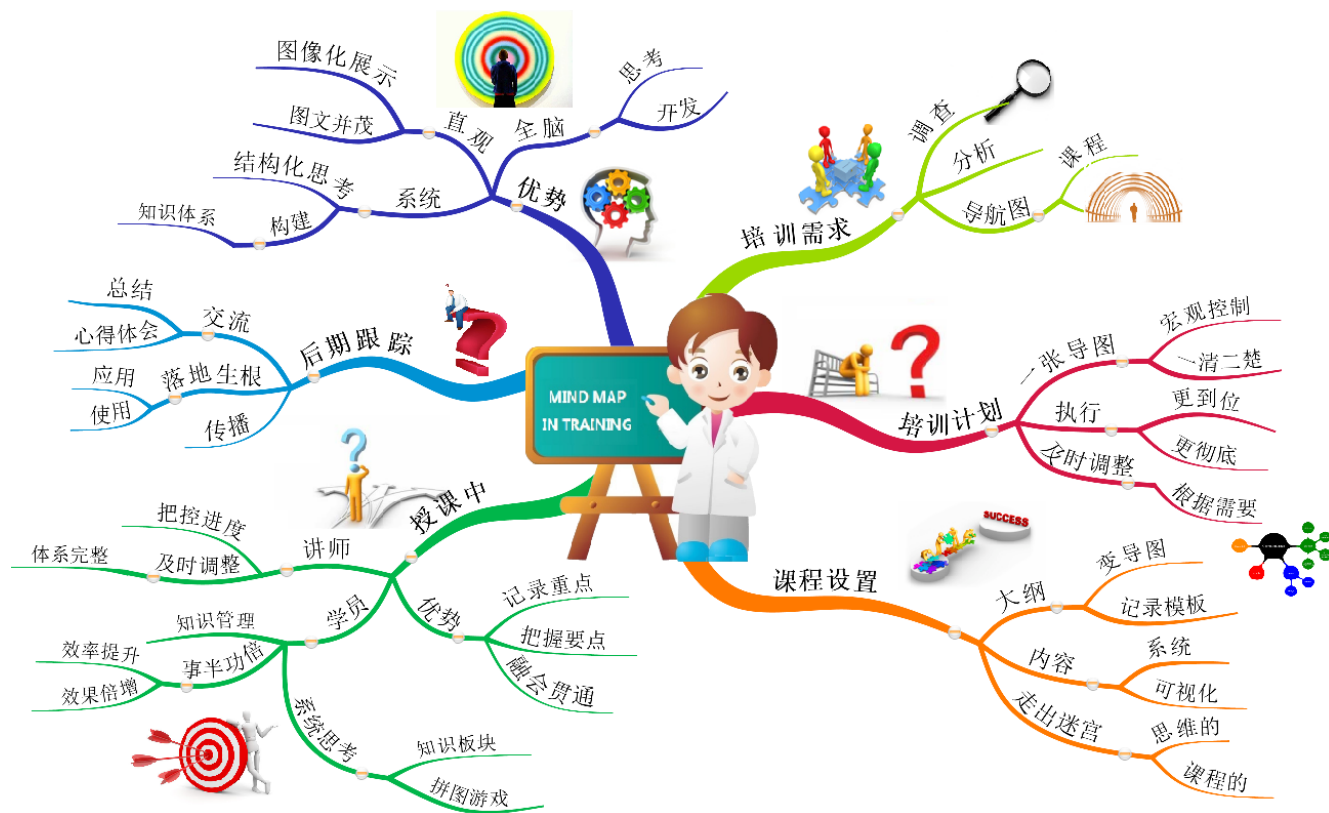 MIND MAP
IN TRAINING
培训需求
调查
分析
导航图
课程
培训计划
一张导图
宏观控制
一清二楚
执行
更到位
更彻底
及时调整
根据需要
SUCCESS
课程设置
大纲
变导图
记录模板
内容
系统
可视化
走出迷宫
思维的
课程的
授课中
讲师
把控进度
及时调整
体系完整
优势
记录重点
把握要点
融会贯通
学员
知识管理
事半功倍
效率提升
效果倍增
系统思考
知识板块
拼图游戏
后期跟踪
交流
总结
心得体会
落地生根
应用
使用
传播
优势
直观
图像化展示
图文并茂
全脑
思考
开发
系统
结构化思考
构建
知识体系